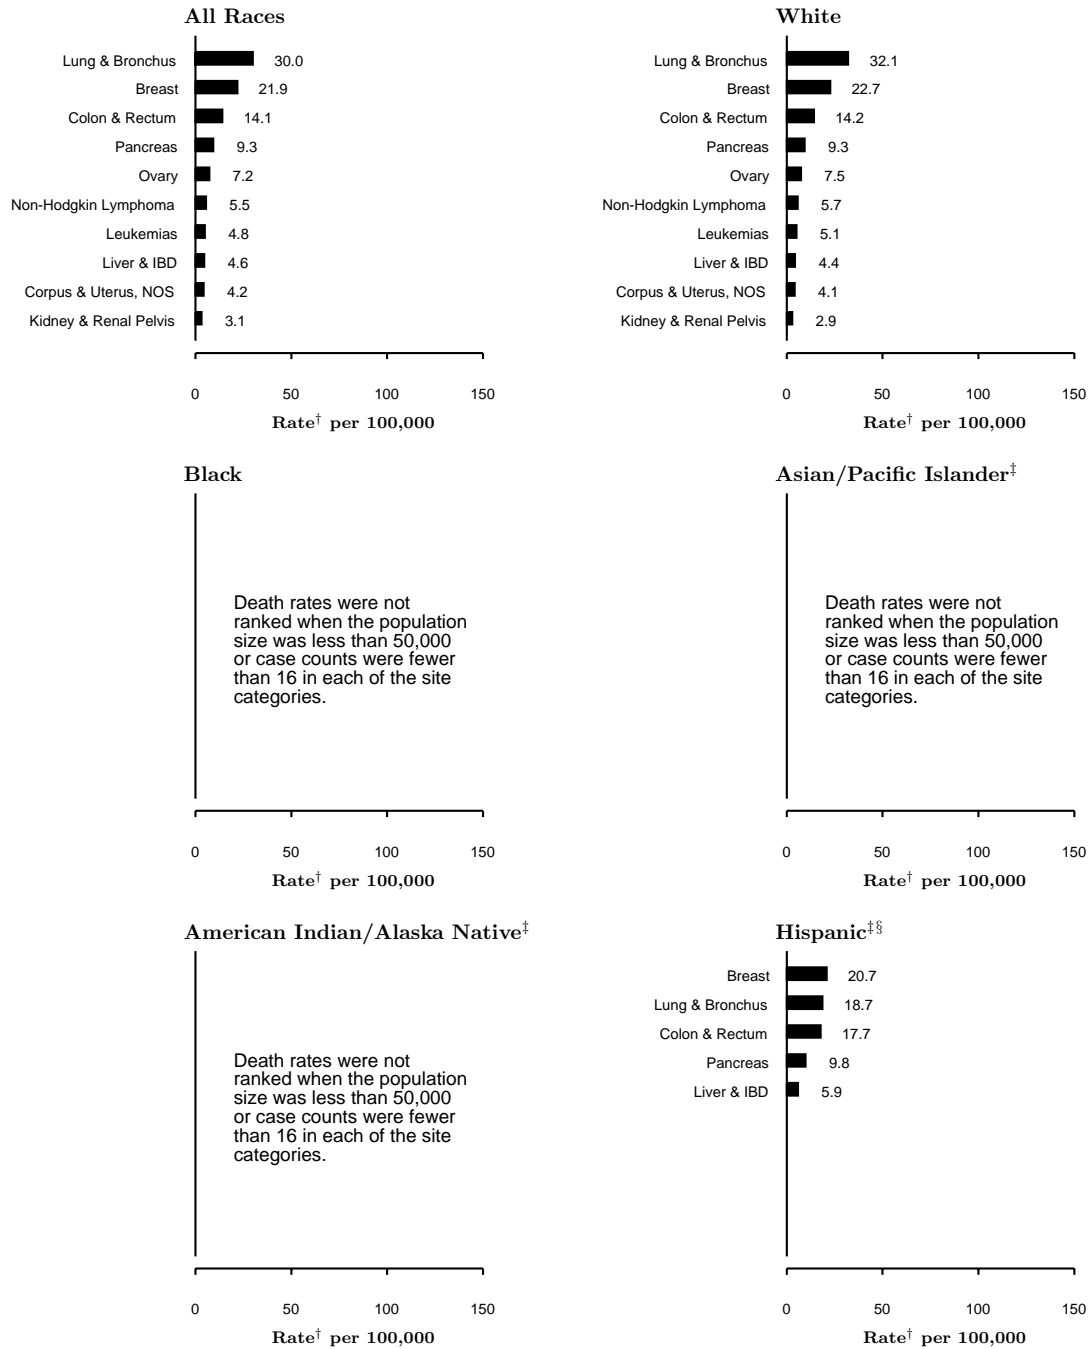 All Races
Lung & Bronchus 30.0
Breast 21.9
Colon & Rectum 14.1
Pancreas 9.3
Ovary 7.2
Non-Hodgkin Lymphoma 5.5
Leukemias 4.8
Liver & IBD 4.6
Corpus & Uterus, NOS 4.2
Kidney & Renal Pelvis 3.1
0 50 100 150
Rate† per 100,000
White
Lung & Bronchus 32.1
Breast 22.7
Colon & Rectum 14.2
Pancreas 9.3
Ovary 7.5
Non-Hodgkin Lymphoma 5.7
Leukemias 5.1
Liver & IBD 4.4
Corpus & Uterus, NOS 4.1
Kidney & Renal Pelvis 2.9
0 50 100 150
Rate† per 100,000
Black
Death rates were not
ranked when the population
size was less than 50,000
or case counts were fewer
than 16 in each of the site
categories.
0 50 100 150
Rate† per 100,000
Asian/Pacific Islander‡
Death rates were not
ranked when the population
size was less than 50,000
or case counts were fewer
than 16 in each of the site
categories.
0 50 100 150
Rate† per 100,000
American Indian/Alaska Native‡
Death rates were not
ranked when the population
size was less than 50,000
or case counts were fewer
than 16 in each of the site
categories.
0 50 100 150
Rate† per 100,000
Hispanic‡§
Breast 20.7
Lung & Bronchus 18.7
Colon & Rectum 17.7
Pancreas 9.8
Liver & IBD 5.9
0 50 100 150
Rate† per 100,000